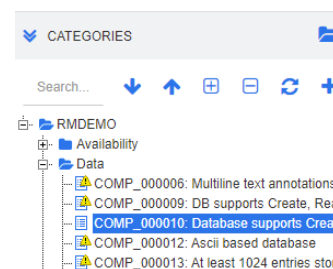 CATEGORIES
Search...
RMDEMO
Availability
Data
COMP_000006: Multiline text annotations
COMP_000009: DB supports Create, Rea
COMP_000010: Database supports Crea
COMP_000012: Ascii based database
COMP_000013: At least 1024 entries stor